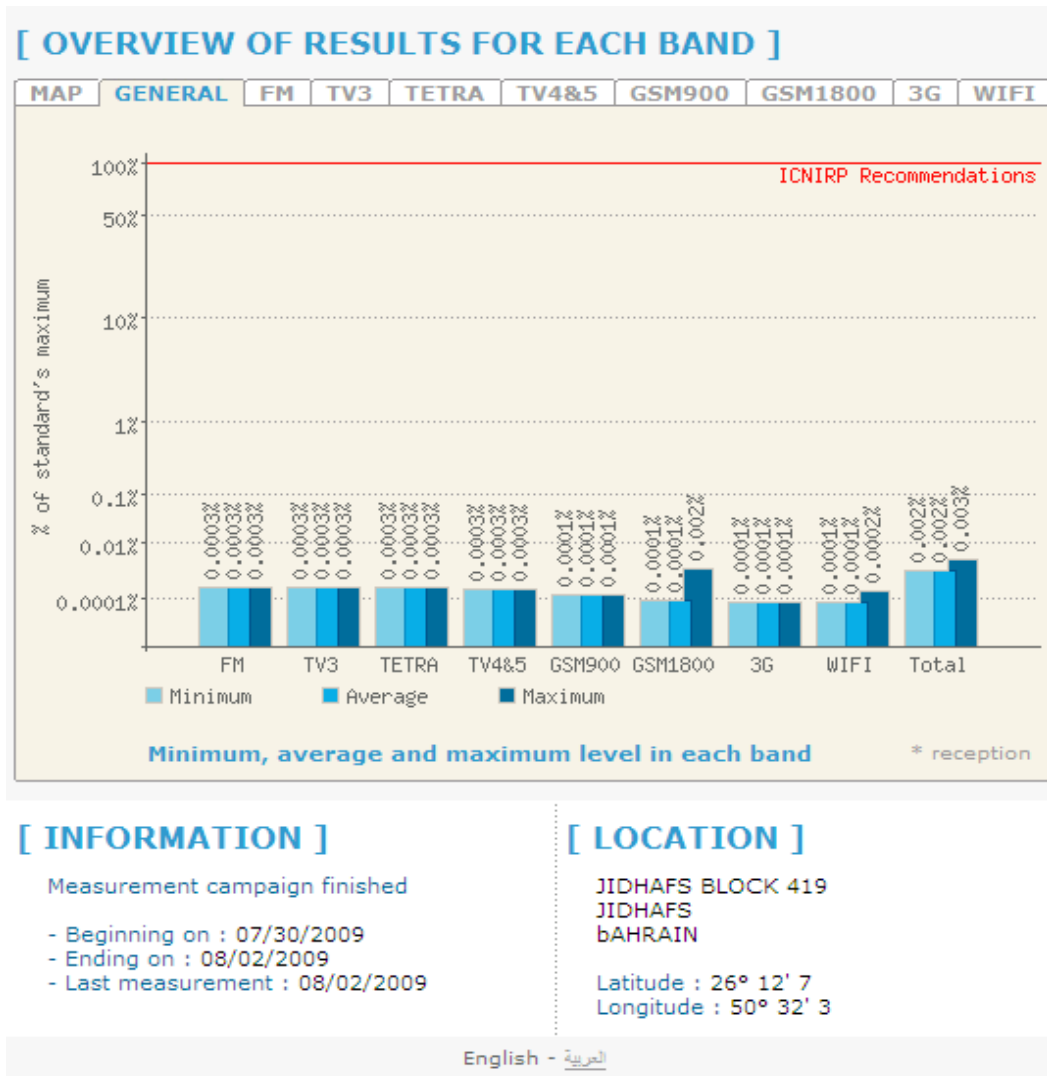 [ OVERVIEW OF RESULTS FOR EACH BAND ]
MAP GENERAL FM TV3 TETRA TV4&5 GSM900 GSM1800 3G WIFI
% of standard's maximum
100%
ICNIRP Recommendations
50%
10%
1%
0.1%
0.01%
0.0001%
0.0003% 0.0003% 0.0003%
0.0003% 0.0003% 0.0003%
0.0003% 0.0003% 0.0003%
0.0003% 0.0003% 0.0003%
0.0001% 0.0001% 0.0001%
0.0001% 0.0001% 0.002%
0.0001% 0.0001% 0.0001%
0.0001% 0.0001% 0.0002%
0.002% 0.002% 0.003%
FM TV3 TETRA TV4&5 GSM900 GSM1800 3G WIFI Total
Minimum Average Maximum
Minimum, average and maximum level in each band
* reception
[ INFORMATION ]
Measurement campaign finished
- Beginning on : 07/30/2009
- Ending on : 08/02/2009
- Last measurement : 08/02/2009
[ LOCATION ]
JIDHAFS BLOCK 419
JIDHAFS
bAHRAIN
Latitude : 26° 12' 7
Longitude : 50° 32' 3
English - العربية